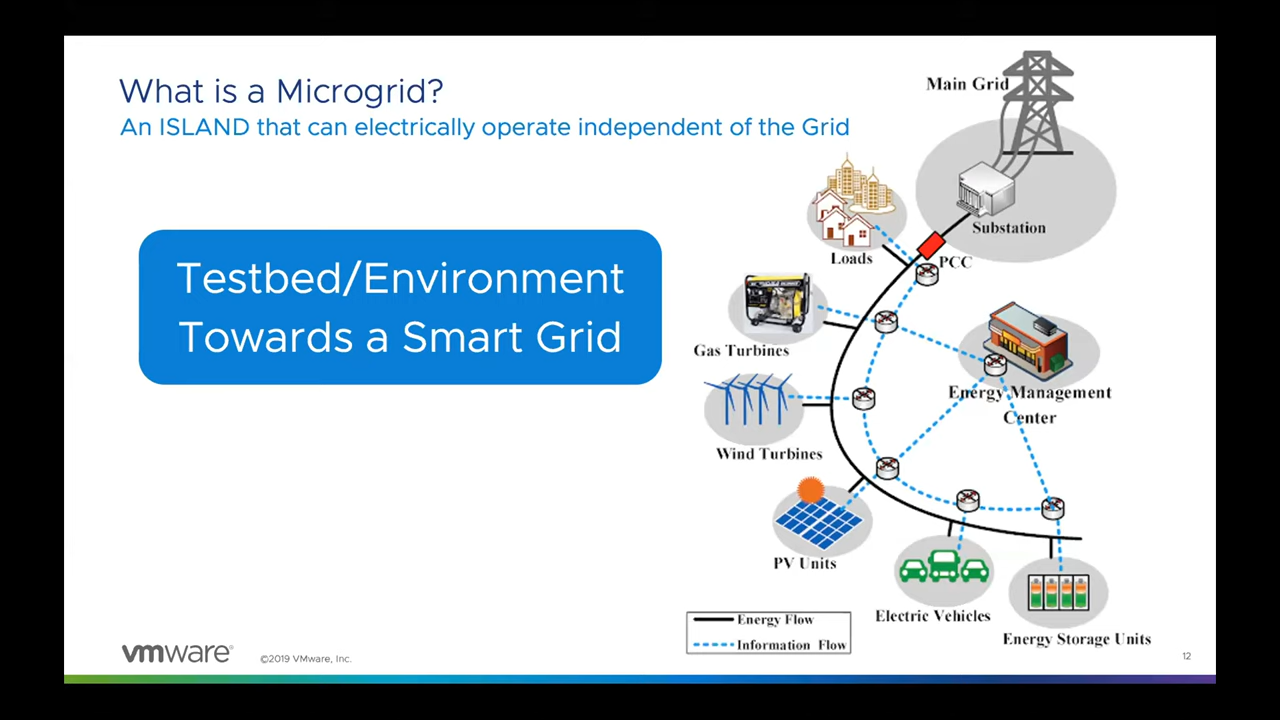 What is a Microgrid?
An ISLAND that can electrically operate independent of the Grid
Testbed/Environment
Towards a Smart Grid
Main Grid
Substation
PCC
Loads
Gas Turbines
Energy Management
Center
Wind Turbines
PV Units
Electric Vehicles
Energy Storage Units
Energy Flow
Information Flow
vmware®
©2019 VMware, Inc.
12